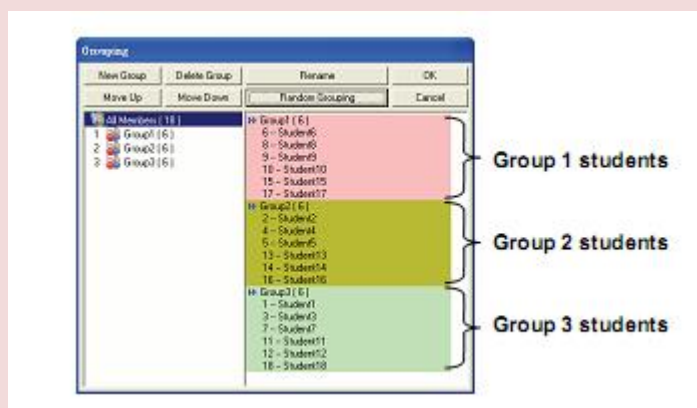 Grouping
New Group Delete Group Rename OK
Move Up Move Down Random Grouping Cancel
All Members ( 18 )
1 Group1 ( 6 )
2 Group2 ( 6 )
3 Group3 ( 6 )
Group1 ( 6 )
6 - Student6
8 - Student8
9 - Student9
10 - Student10
15 - Student15
17 - Student17
Group2 ( 6 )
2 - Student2
4 - Student4
5 - Student5
13 - Student13
14 - Student14
16 - Student16
Group3 ( 6 )
1 - Student1
3 - Student3
7 - Student7
11 - Student11
12 - Student12
18 - Student18
Group 1 students
Group 2 students
Group 3 students